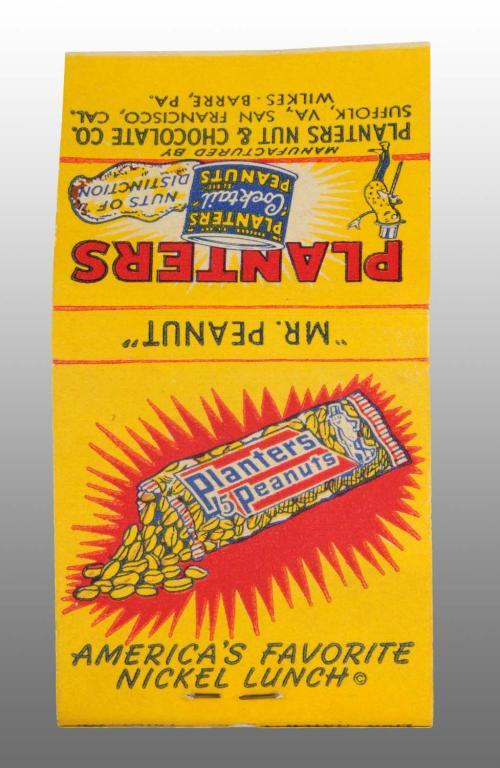 PLANTERS
PLANTERS
"Cocktail"
PEANUTS
NUTS OF
DISTINCTION
MANUFACTURED BY
PLANTERS NUT & CHOCOLATE CO.
SUFFOLK, VA., SAN FRANCISCO, CAL.
WILKES-BARRE, PA.
"MR. PEANUT"
Planters
5 Peanuts
AMERICA'S FAVORITE
NICKEL LUNCH©